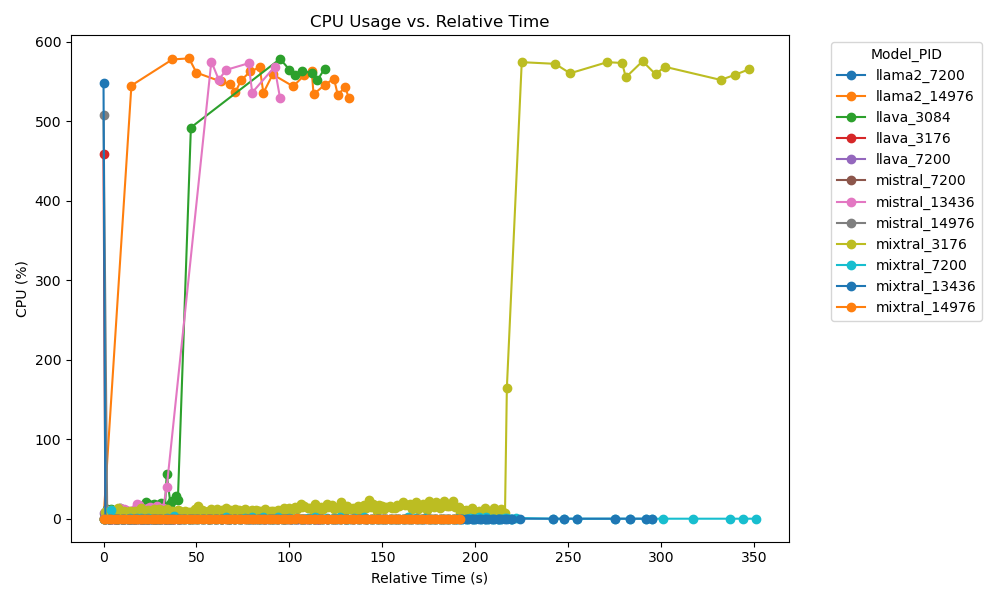 CPU Usage vs. Relative Time
600
500
400
300
200
100
0
CPU (%)
0
50
100
150
200
250
300
350
Relative Time (s)
Model_PID
llama2_7200
llama2_14976
llava_3084
llava_3176
llava_7200
mistral_7200
mistral_13436
mistral_14976
mixtral_3176
mixtral_7200
mixtral_13436
mixtral_14976